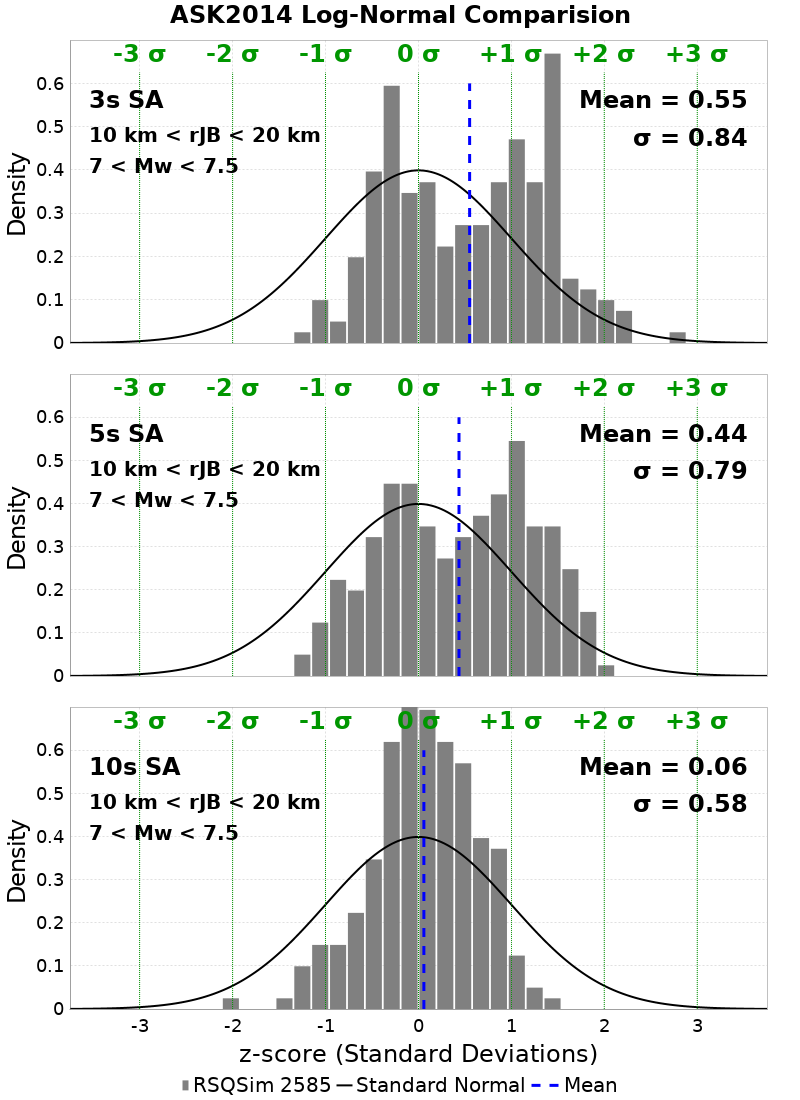 ASK2014 Log-Normal Comparision
-3 σ -2 σ -1 σ 0 σ +1 σ +2 σ +3 σ
3s SA
10 km < rJB < 20 km
7 < Mw < 7.5
Mean = 0.55
σ = 0.84
Density
0.6
0.5
0.4
0.3
0.2
0.1
0
-3 σ -2 σ -1 σ 0 σ +1 σ +2 σ +3 σ
5s SA
10 km < rJB < 20 km
7 < Mw < 7.5
Mean = 0.44
σ = 0.79
Density
0.6
0.5
0.4
0.3
0.2
0.1
0
-3 σ -2 σ -1 σ 0 σ +1 σ +2 σ +3 σ
10s SA
10 km < rJB < 20 km
7 < Mw < 7.5
Mean = 0.06
σ = 0.58
Density
0.6
0.5
0.4
0.3
0.2
0.1
0
-3 -2 -1 0 1 2 3
z-score (Standard Deviations)
RSQSim 2585 Standard Normal Mean